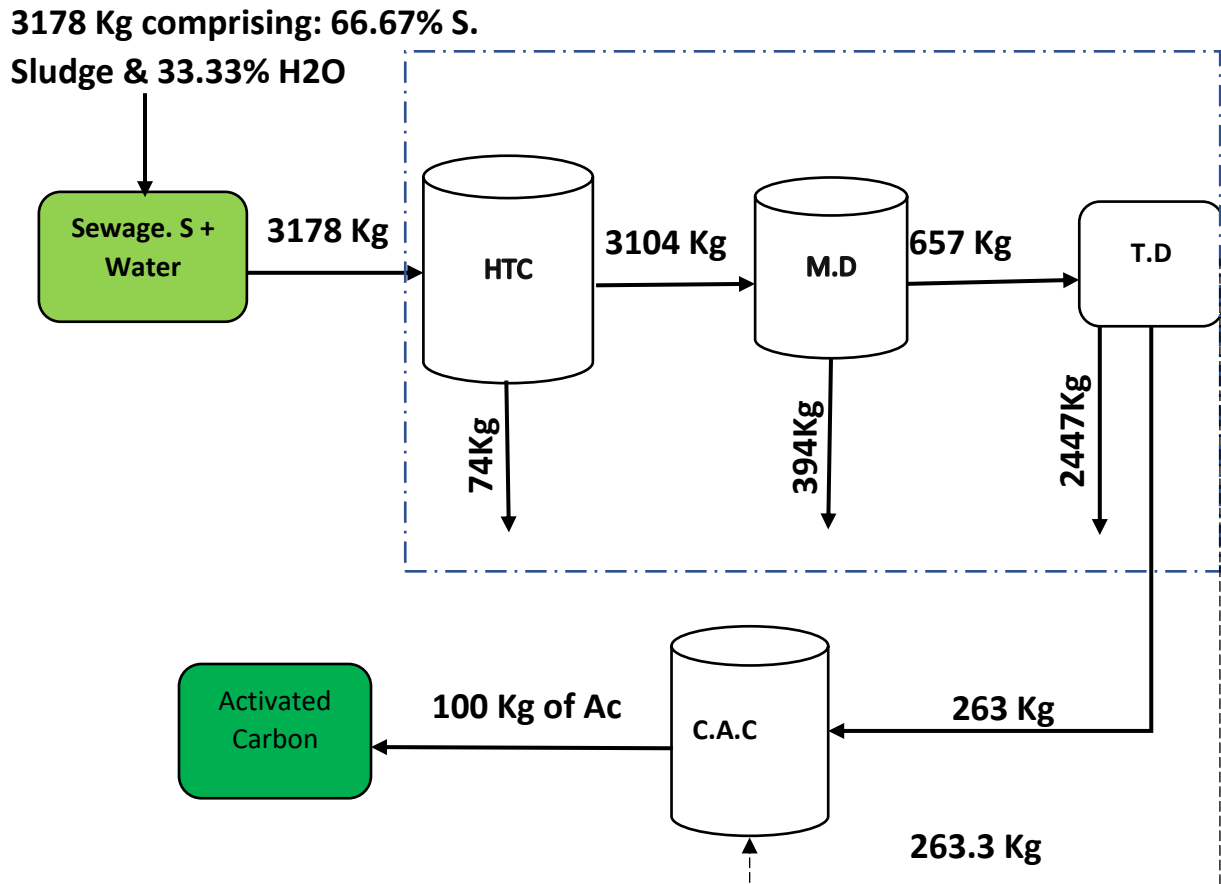 3178 Kg comprising: 66.67% S.
Sludge & 33.33% H2O
Sewage. S +
Water
3178 Kg
HTC
3104 Kg
M.D
657 Kg
T.D
74Kg
394Kg
2447Kg
Activated
Carbon
100 Kg of Ac
C.A.C
263 Kg
263.3 Kg